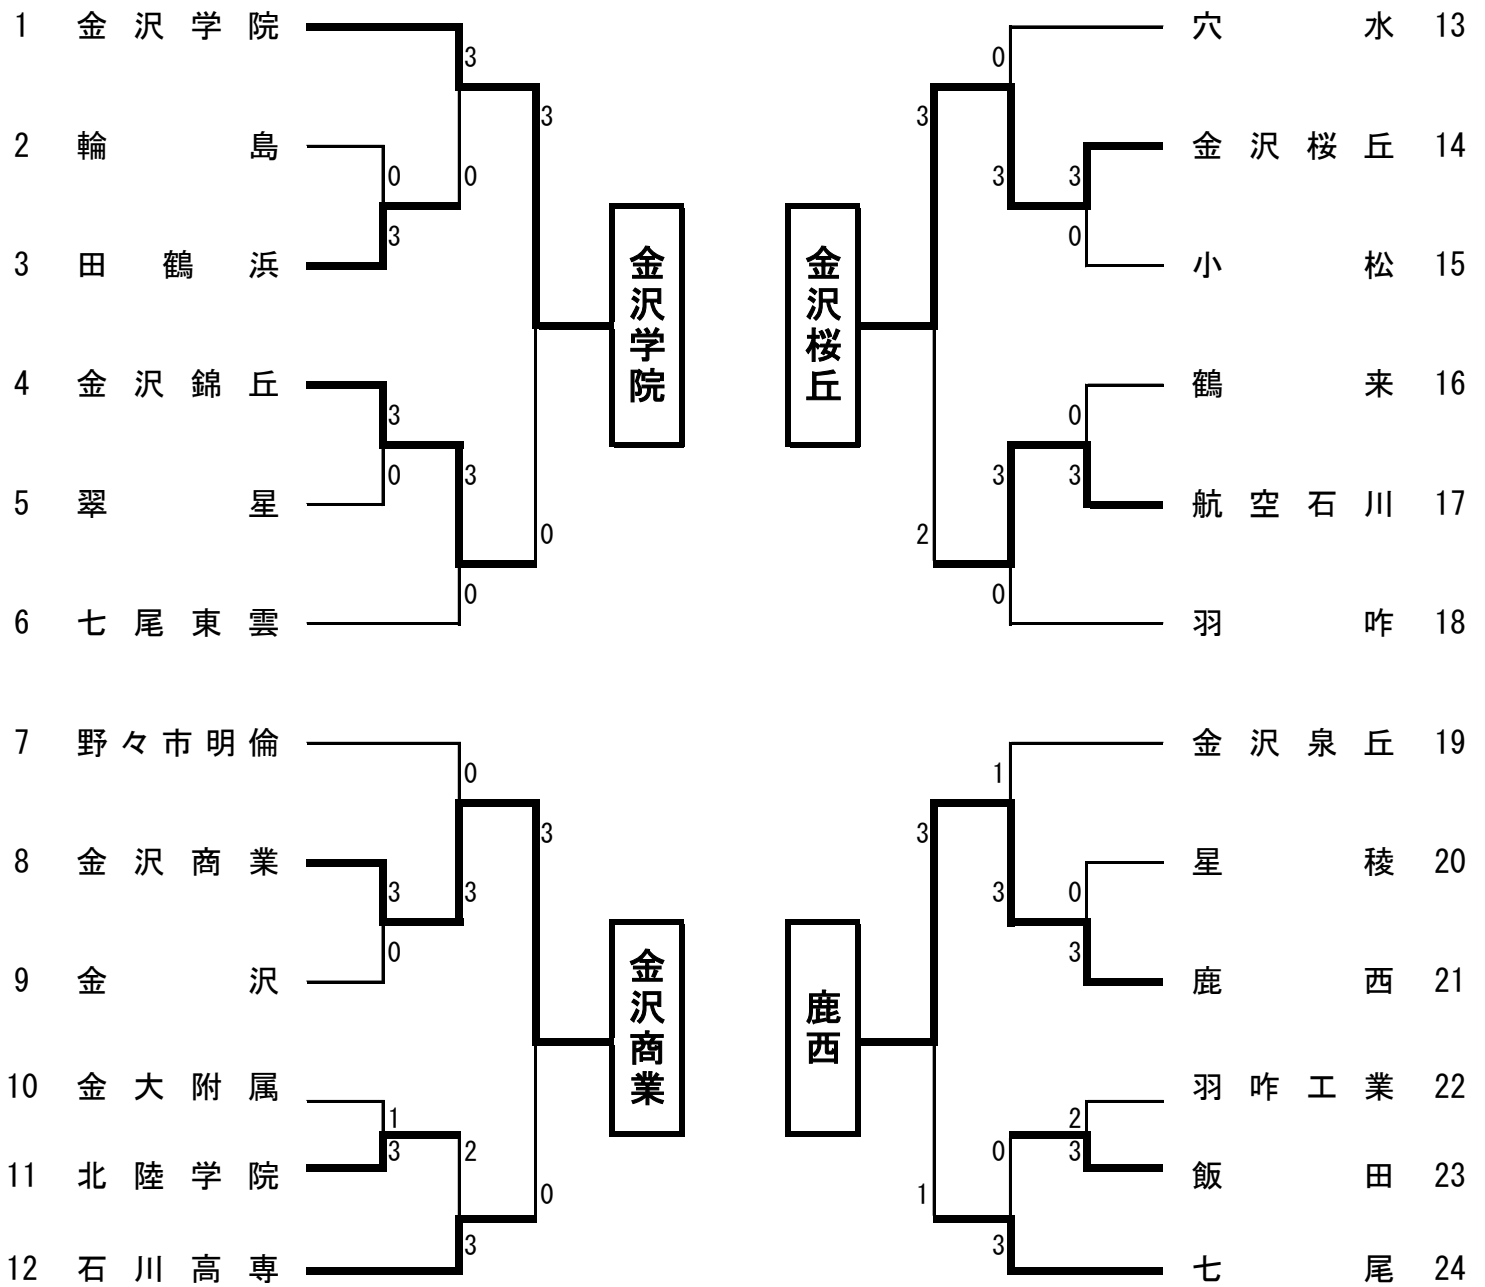 1 金沢学院
3
2 輪島
0
0
3 田鶴浜
3
3
4 金沢錦丘
3
5 翠星
0
3
0
6 七尾東雲
0
金沢学院
7 野々市明倫
0
8 金沢商業
3
3
3
9 金沢
0
10 金大附属
1
11 北陸学院
3
2
0
12 石川高専
3
金沢商業
穴水 13
0
3
金沢桜丘 14
3
3
小松 15
0
鶴来 16
0
航空石川 17
3
3
2
羽咋 18
0
金沢桜丘
金沢泉丘 19
1
3
星稜 20
0
3
鹿西 21
3
羽咋工業 22
2
飯田 23
3
0
1
七尾 24
3
鹿西